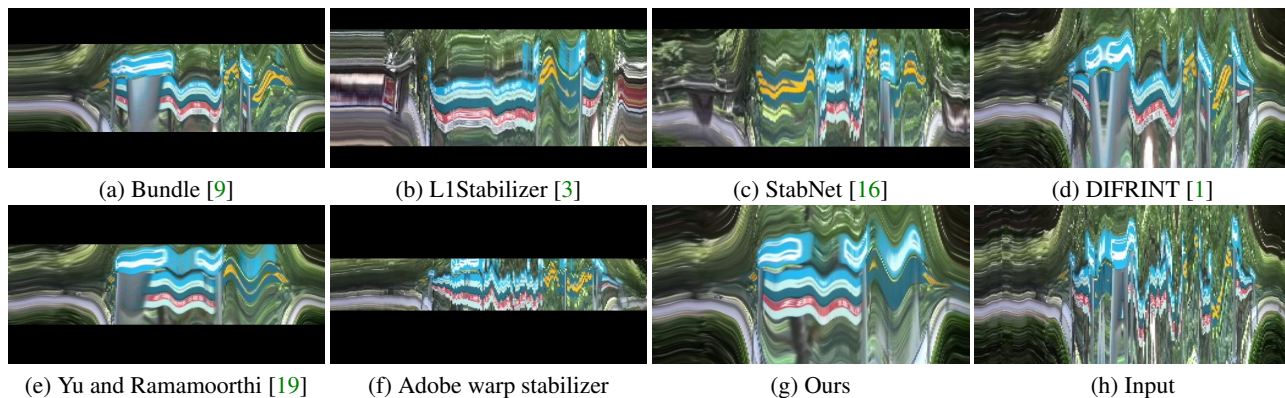 (a) Bundle [9]
(b) L1Stabilizer [3]
(c) StabNet [16]
(d) DIFRINT [1]
(e) Yu and Ramamoorthi [19]
(f) Adobe warp stabilizer
(g) Ours
(h) Input